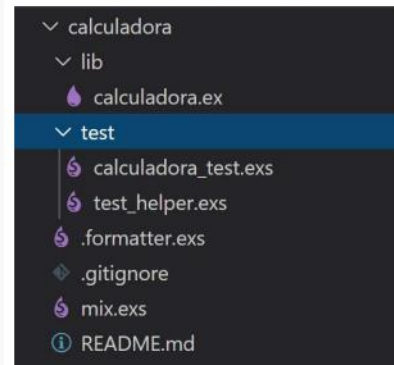 calculadora
lib
calculadora.ex
test
calculadora_test.exs
test_helper.exs
.formatter.exs
.gitignore
mix.exs
README.md